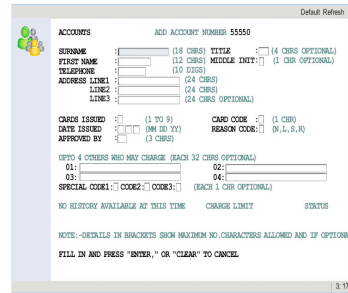 Default Refresh
ACCOUNTS ADD ACCOUNT NUMBER 55550
SURNAME : (18 CHRS) TITLE : (4 CHRS OPTIONAL)
FIRST NAME : (12 CHRS) MIDDLE INIT: (1 CHR OPTIONAL)
TELEPHONE : (10 DIGS)
ADDRESS LINE1 : (24 CHRS)
LINE2 : (24 CHRS)
LINE3 : (24 CHRS OPTIONAL)
CARDS ISSUED : (1 TO 9) CARD CODE : (1 CHR)
DATE ISSUED : (MM DD YY) REASON CODE: (N,L,S,R)
APPROVED BY : (3 CHRS)
UPTO 4 OTHERS WHO MAY CHARGE (EACH 32 CHRS OPTIONAL)
01: 02:
03: 04:
SPECIAL CODE1: CODE2: CODE3: (EACH 1 CHR OPTIONAL)
NO HISTORY AVAILABLE AT THIS TIME CHARGE LIMIT STATUS
NOTE:-DETAILS IN BRACKETS SHOW MAXIMUM NO.CHARACTERS ALLOWED AND IF OPTIONA
FILL IN AND PRESS "ENTER," OR "CLEAR" TO CANCEL
3: 17